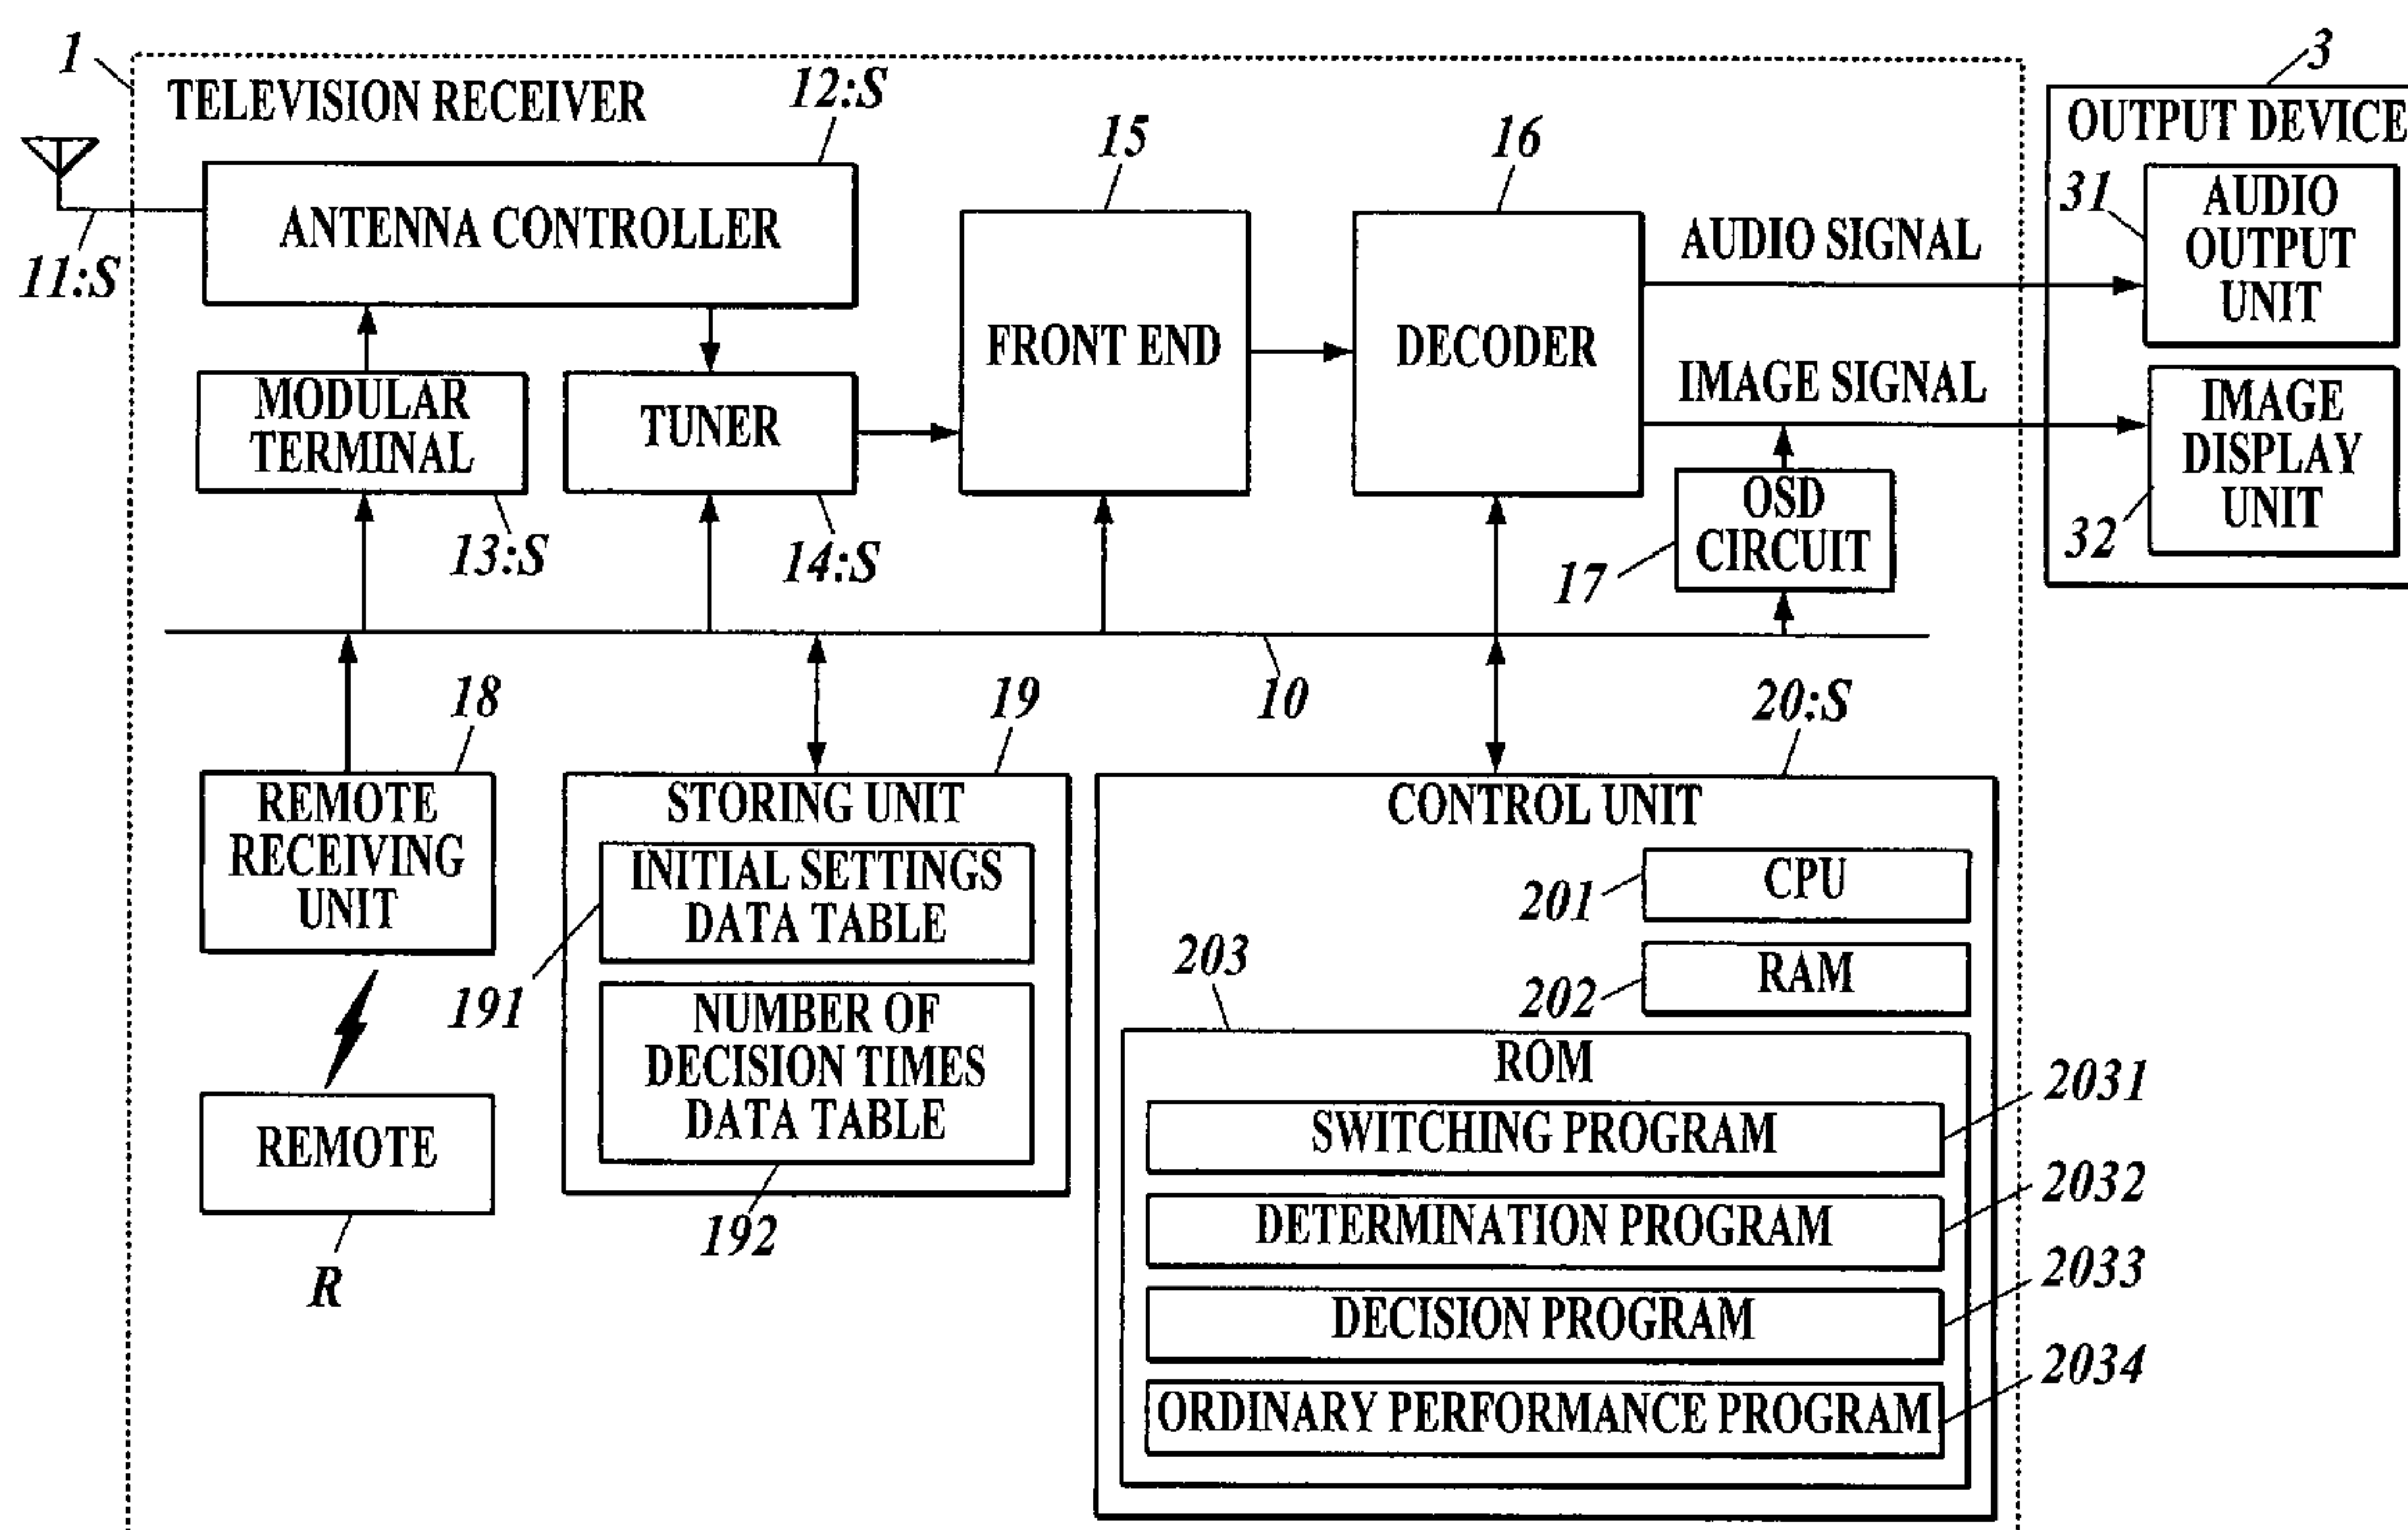 1
TELEVISION RECEIVER
12:S
3
OUTPUT DEVICE
15
16
ANTENNA CONTROLLER
11:S
31
AUDIO
OUTPUT
UNIT
AUDIO SIGNAL
FRONT END
DECODER
IMAGE SIGNAL
MODULAR
TERMINAL
TUNER
IMAGE
DISPLAY
UNIT
32
13:S
14:S
OSD
CIRCUIT
17
18
19
10
20:S
REMOTE
RECEIVING
UNIT
STORING UNIT
INITIAL SETTINGS
DATA TABLE
191
NUMBER OF
DECISION TIMES
DATA TABLE
192
REMOTE
R
CONTROL UNIT
CPU
201
RAM
202
203
ROM
SWITCHING PROGRAM
2031
DETERMINATION PROGRAM
2032
DECISION PROGRAM
2033
ORDINARY PERFORMANCE PROGRAM
2034